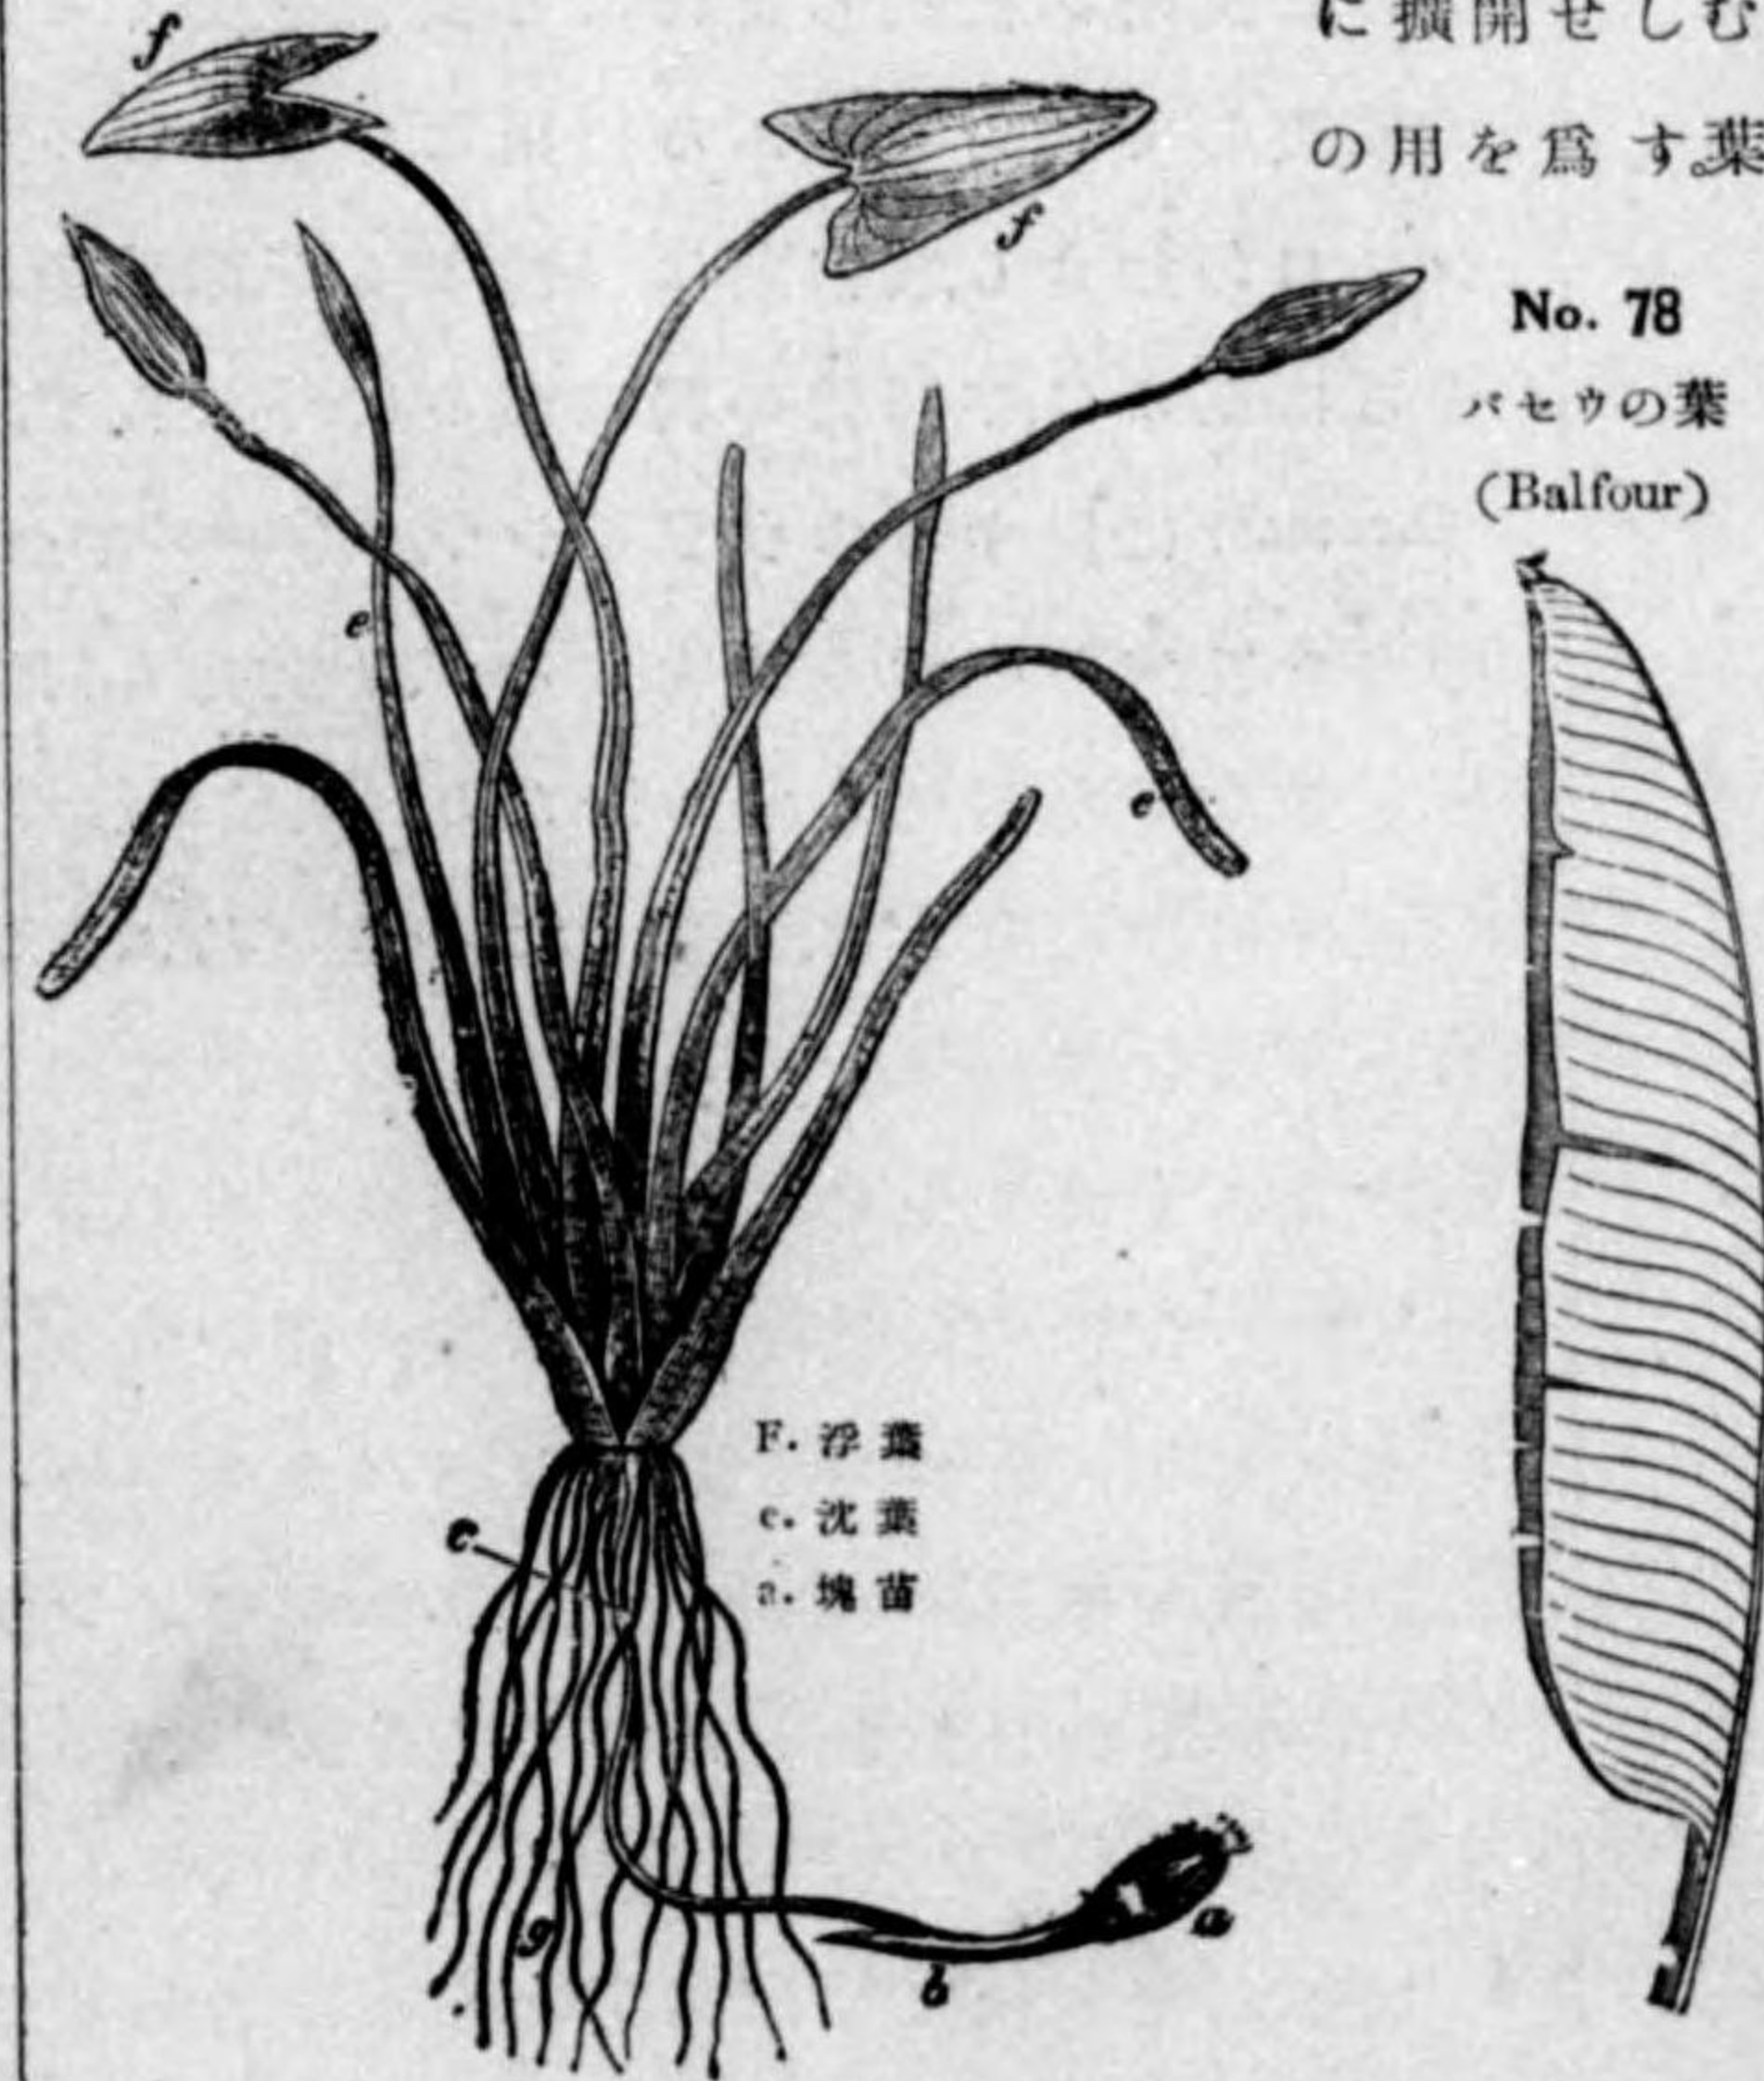 に擴開せしむ
の用を爲す。葉
f
f
No. 78
バセウの葉
(Balfour)
e
e
F. 浮葉
e. 沈葉
a. 塊苗
c
g
a
b